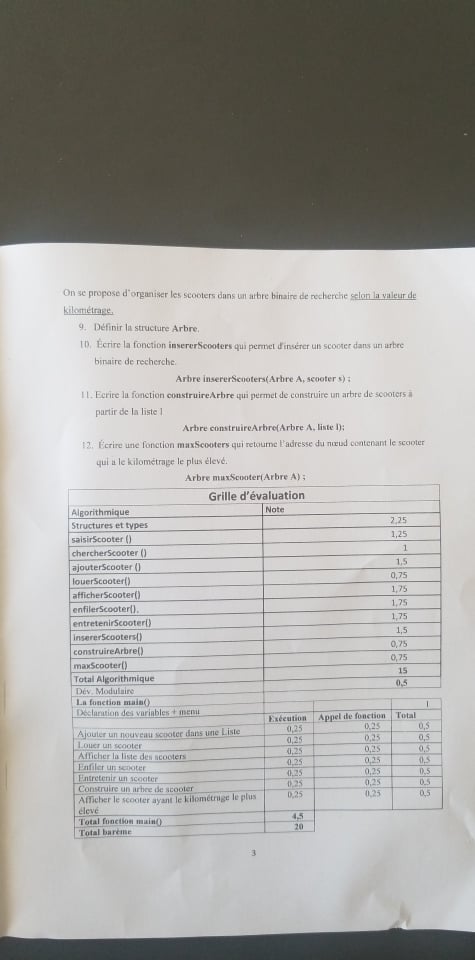 On se propose d'organiser les scooters dans un arbre binaire de recherche selon la valeur de
kilométrage.
9. Définir la structure Arbre.
10. Écrire la fonction insererScooters qui permet d'insérer un scooter dans un arbre
binaire de recherche.
Arbre insererScooters(Arbre A, scooter s) ;
11. Ecrire la fonction construireArbre qui permet de construire un arbre de scooters à
partir de la liste l
Arbre construireArbre(Arbre A, liste l);
12. Écrire une fonction maxScooters qui retourne l'adresse du nœud contenant le scooter
qui a le kilométrage le plus élevé.
Arbre maxScooter(Arbre A) ;
Grille d'évaluation
Algorithmique Note
Structures et types 2,25
saisirScooter () 1,25
chercherScooter () 1
ajouterScooter () 1,5
louerScooter() 0,75
afficherScooter() 1,75
enfilerScooter(). 1,75
entretenirScooter() 1,75
insererScooters() 1,5
construireArbre() 0,75
maxScooter() 0,75
Total Algorithmique 15
Dév. Modulaire 0,5
La fonction main()
Déclaration des variables + menu 1
Exécution Appel de fonction Total
Ajouter un nouveau scooter dans une Liste 0,25 0,25 0,5
Louer un scooter 0,25 0,25 0,5
Afficher la liste des scooters 0,25 0,25 0,5
Enfiler un scooter 0,25 0,25 0,5
Entretenir un scooter 0,25 0,25 0,5
Construire un arbre de scooter 0,25 0,25 0,5
Afficher le scooter ayant le kilométrage le plus
élevé 0,25 0,25 0,5
Total fonction main() 4,5
Total barème 20
3